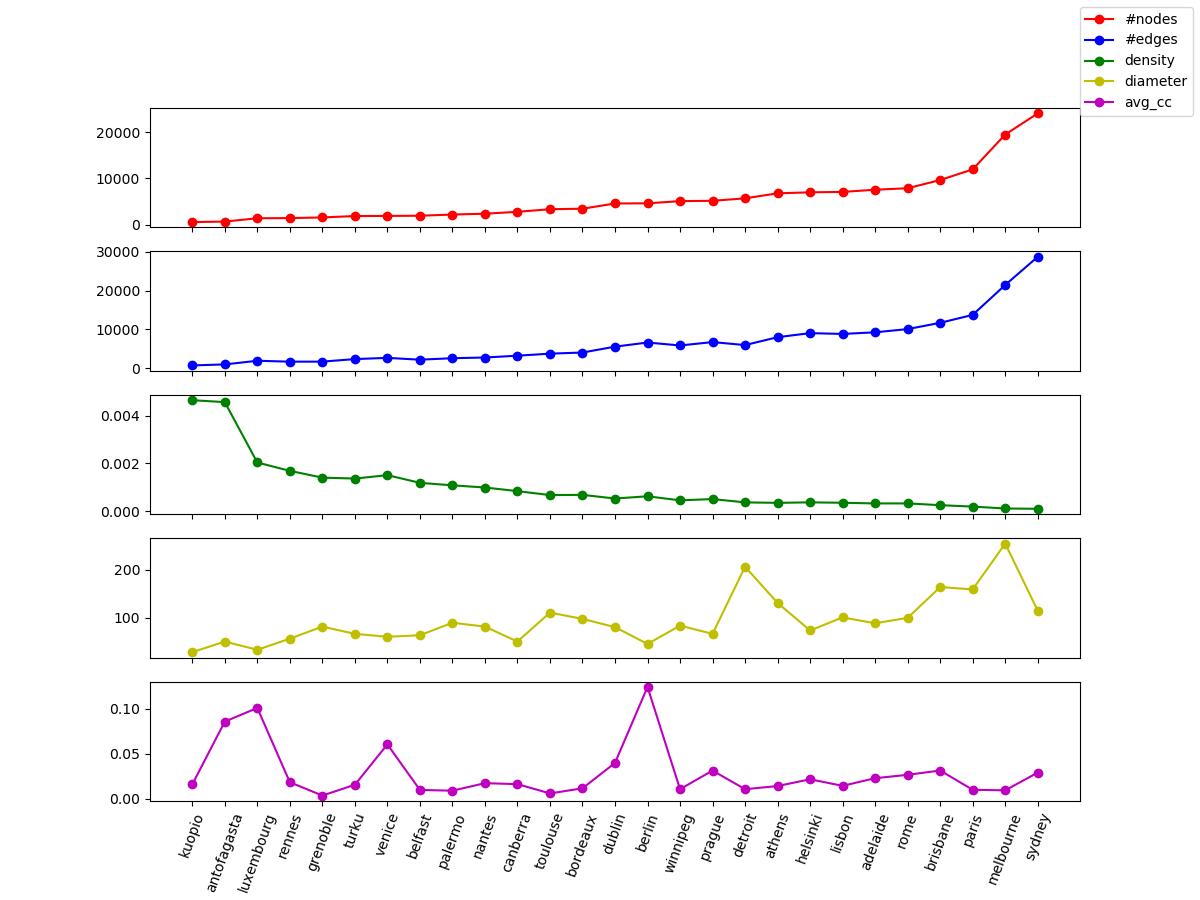 #nodes
#edges
density
diameter
avg_cc
20000
10000
0
30000
20000
10000
0
0.004
0.002
0.000
200
100
0.10
0.05
0.00
kuopio
antofagasta
luxembourg
rennes
grenoble
turku
venice
belfast
palermo
nantes
canberra
toulouse
bordeaux
dublin
berlin
winnipeg
prague
detroit
athens
helsinki
lisbon
adelaide
rome
brisbane
paris
melbourne
sydney